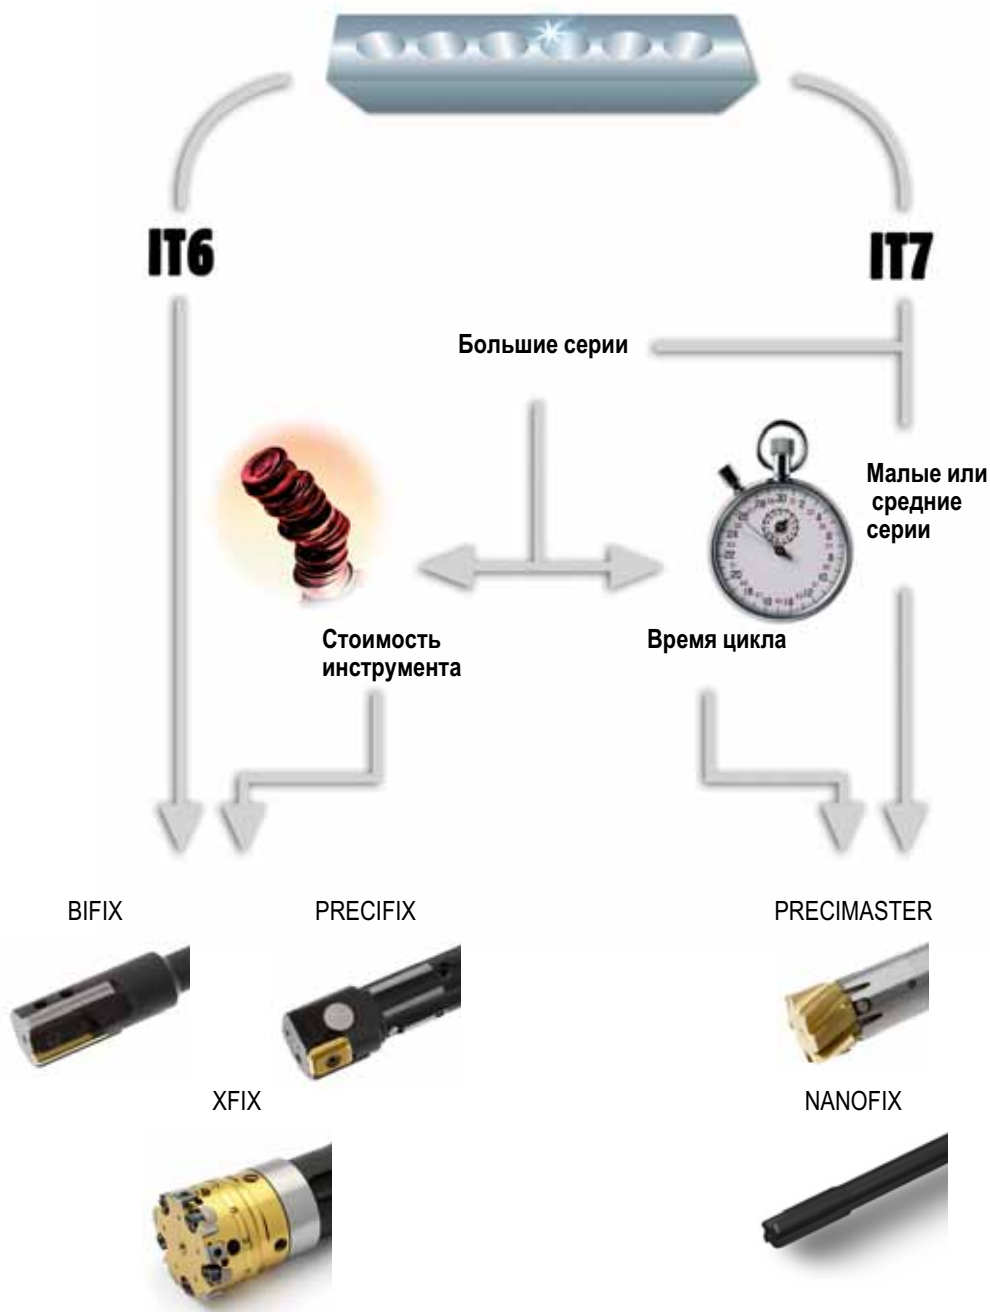 IT6
IT7
Большие серии
Малые или
средние
серии
Стоимость
инструмента
Время цикла
BIFIX
PRECIFIX
PRECIMASTER
XFIX
NANOFIX